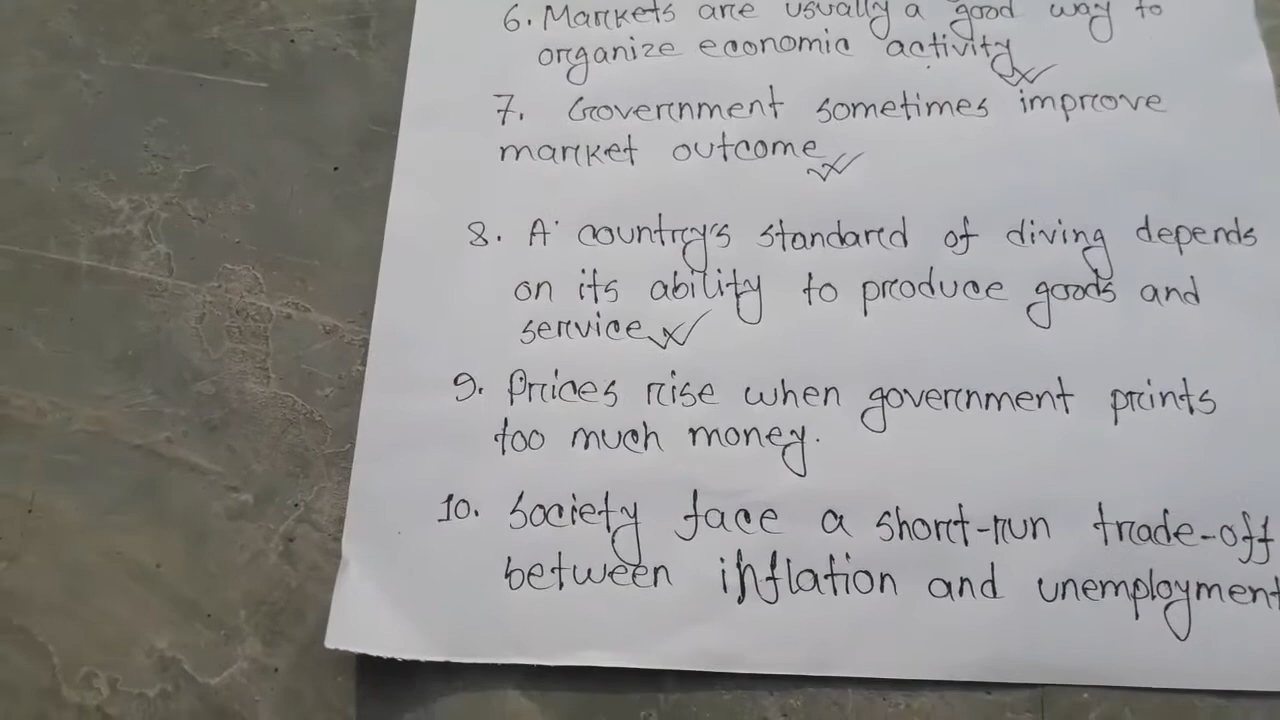 6. Markets are usually a good way to
organize economic activity
7. Government sometimes improve
market outcome
8. A country's standard of diving depends
on its ability to produce goods and
service
9. Prices rise when government prints
too much money.
10. Society face a short-run trade-off
between inflation and unemployment